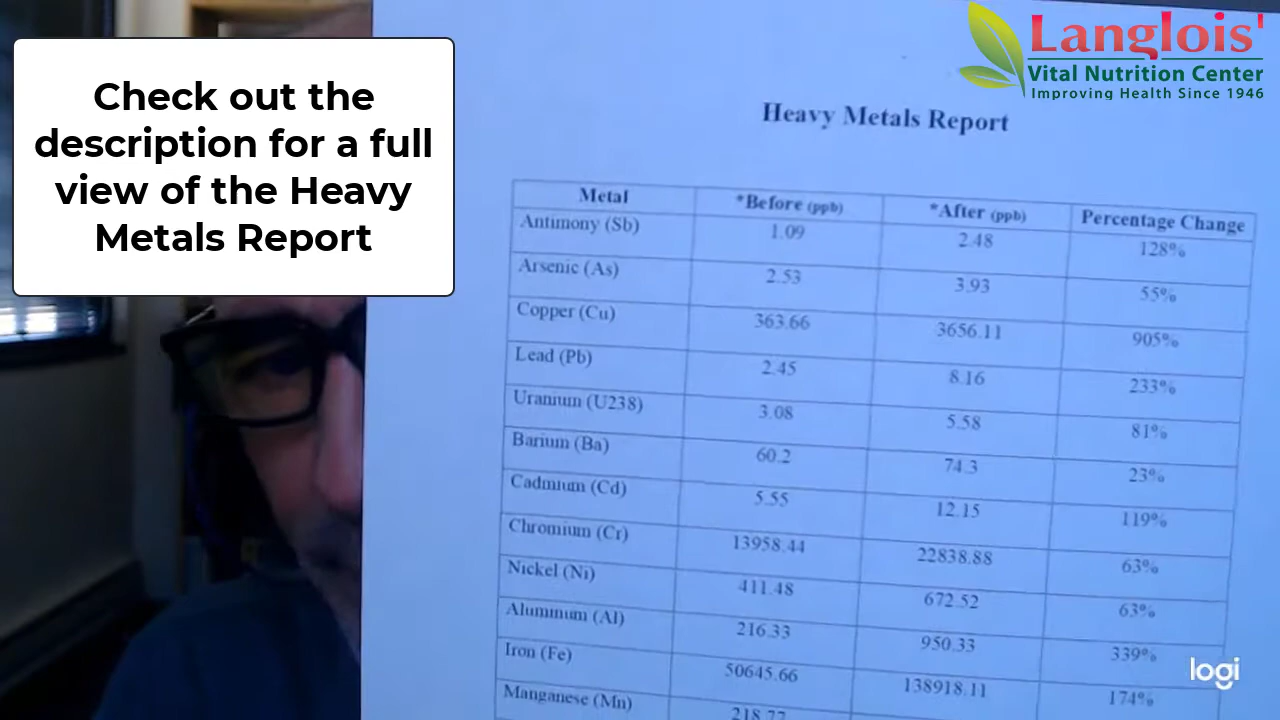 Check out the
description for a full
view of the Heavy
Metals Report
Langlois'
Vital Nutrition Center
Improving Health Since 1946
Heavy Metals Report
Metal *Before (ppb) *After (ppb) Percentage Change
Antimony (Sb) 1.09 2.48 128%
Arsenic (As) 2.53 3.93 55%
Copper (Cu) 363.66 3656.11 905%
Lead (Pb) 2.45 8.16 233%
Uranium (U238) 3.08 5.58 81%
Barium (Ba) 60.2 74.3 23%
Cadmium (Cd) 5.55 12.15 119%
Chromium (Cr) 13958.44 22838.88 63%
Nickel (Ni) 411.48 672.52 63%
Aluminum (Al) 216.33 950.33 339%
Iron (Fe) 50645.66 138918.11 174%
Manganese (Mn) 218.77
logi